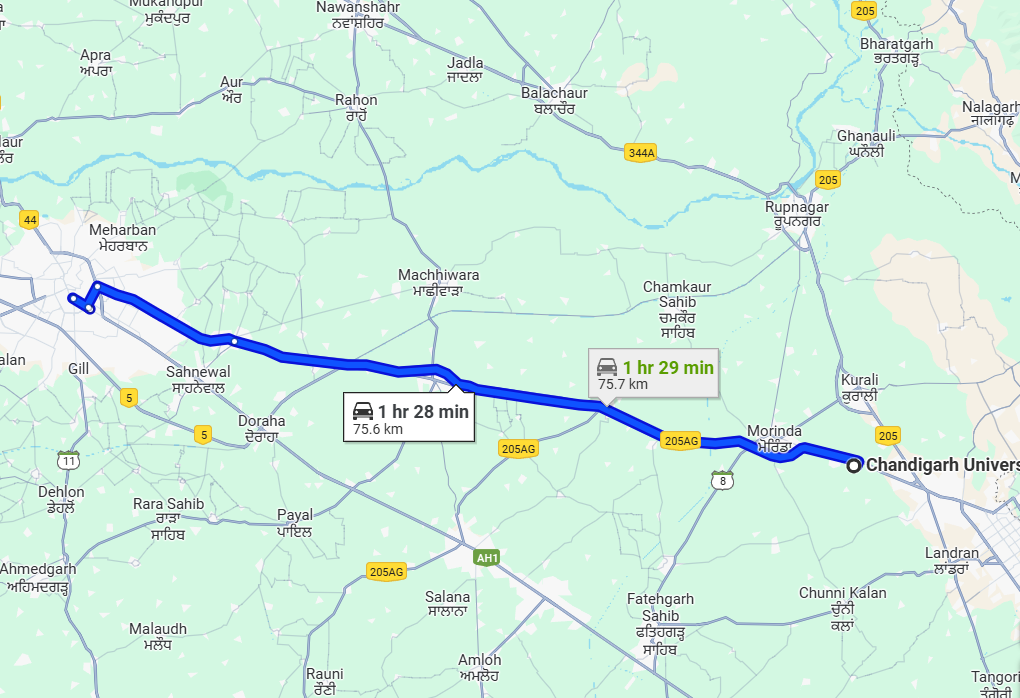 Mukandpur
ਮੁਕੰਦਪੁਰ
Nawanshahr
ਨਵਾਂਸ਼ਹਿਰ
205
Bharatgarh
ਭਰਤਗੜ੍ਹ
Apra
ਅਪਰਾ
Jadla
ਜਾਦਲਾ
Aur
ਔਰ
Rahon
ਰਾਹੋਂ
Balachaur
ਬਲਾਚੌਰ
Nalagarh
ਨਾਲਾਗੜ੍ਹ
Ghanauli
ਘਨੌਲੀ
344A
205
Rupnagar
ਰੂਪਨਗਰ
44
Meharban
ਮੇਹਰਬਾਨ
Machhiwara
ਮਾਛੀਵਾੜਾ
Chamkaur
Sahib
ਚਮਕੌਰ
ਸਾਹਿਬ
1 hr 29 min
75.7 km
Gill
Sahnewal
ਸਾਹਨੇਵਾਲ
Kurali
ਕੁਰਾਲੀ
5
1 hr 28 min
75.6 km
Doraha
ਦੋਰਾਹਾ
5
205AG
205AG
Morinda
ਮੋਰਿੰਡਾ
205
11
Chandigarh Univers
8
Dehlon
ਡੇਹਲੋਂ
Rara Sahib
ਰਾੜਾ
ਸਾਹਿਬ
Payal
ਪਾਇਲ
AH1
Landran
ਲਾਂਡਰਾਂ
Ahmedgarh
ਅਹਿਮਦਗੜ੍ਹ
205AG
Salana
ਸਾਲਾਨਾ
Fatehgarh
Sahib
ਫਤਿਹਗੜ੍ਹ
ਸਾਹਿਬ
Chunni Kalan
ਚੁੰਨੀ
ਕਲਾਂ
Malaudh
ਮਲੌਧ
Amloh
ਅਮਲੋਹ
Rauni
ਰੌਣੀ
Tangori
ਤੰਗੋਰੀ